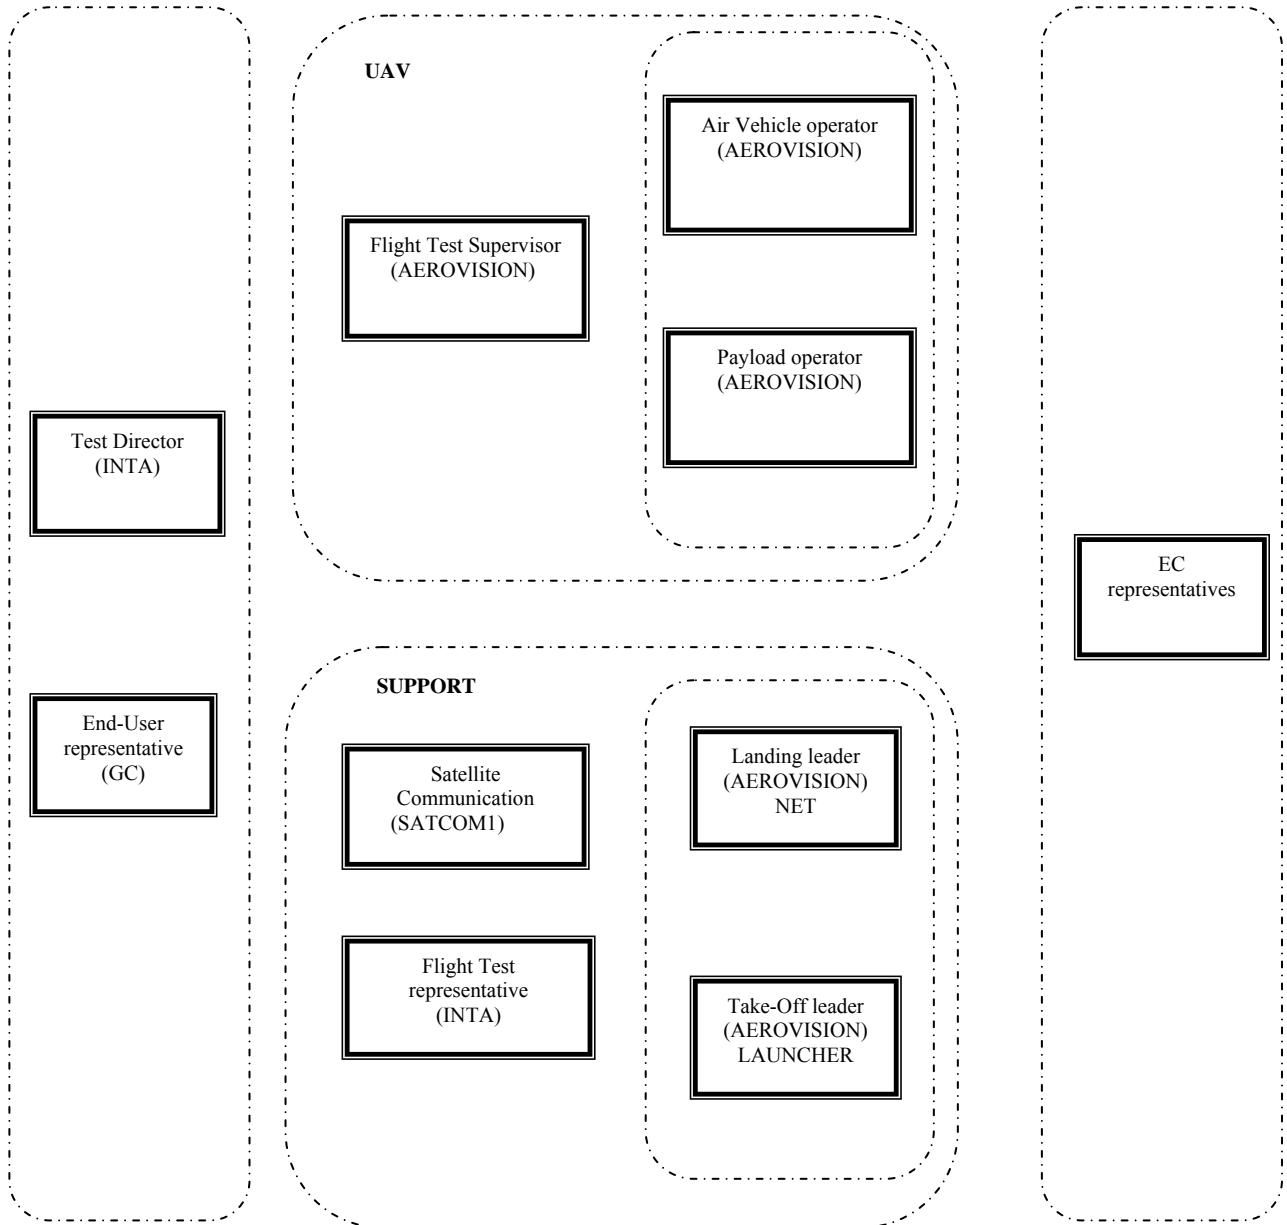 UAV
Air Vehicle operator
(AEROVISION)
Flight Test Supervisor
(AEROVISION)
Payload operator
(AEROVISION)
Test Director
(INTA)
EC
representatives
SUPPORT
End-User
representative
(GC)
Satellite
Communication
(SATCOM1)
Landing leader
(AEROVISION)
NET
Flight Test
representative
(INTA)
Take-Off leader
(AEROVISION)
LAUNCHER